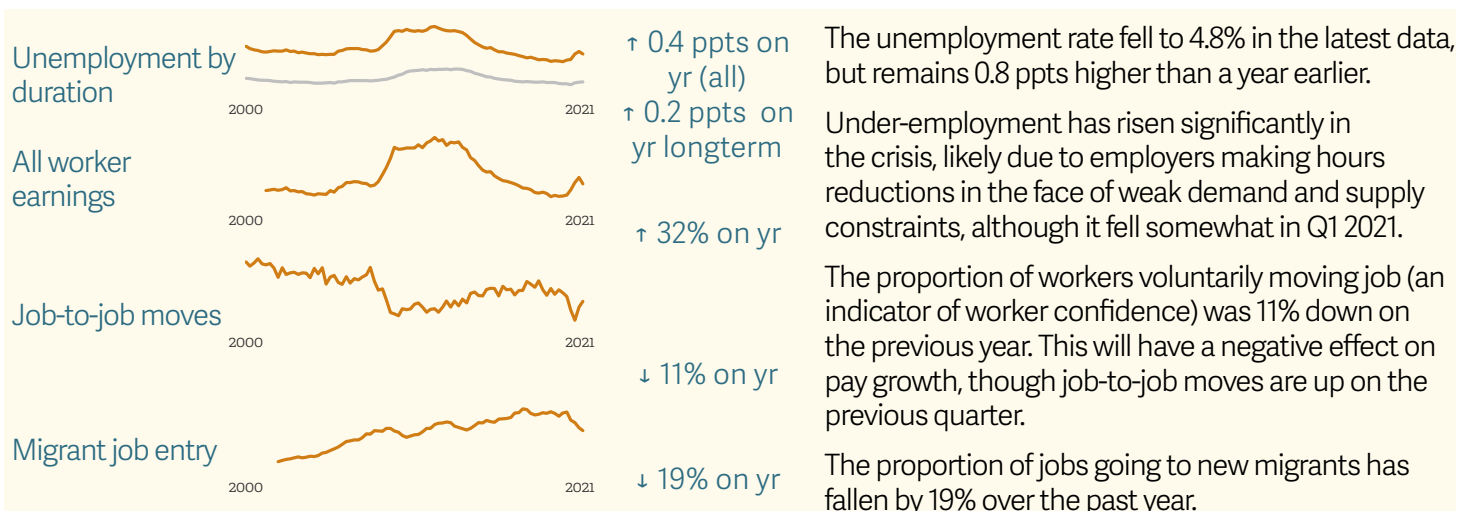 Unemployment by
duration
2000
2021
↑ 0.4 ppts on
yr (all)
↑ 0.2 ppts on
yr longterm
The unemployment rate fell to 4.8% in the latest data,
but remains 0.8 ppts higher than a year earlier.
All worker
earnings
2000
2021
↑ 32% on yr
Under-employment has risen significantly in
the crisis, likely due to employers making hours
reductions in the face of weak demand and supply
constraints, although it fell somewhat in Q1 2021.
Job-to-job moves
2000
2021
↓ 11% on yr
The proportion of workers voluntarily moving job (an
indicator of worker confidence) was 11% down on
the previous year. This will have a negative effect on
pay growth, though job-to-job moves are up on the
previous quarter.
Migrant job entry
2000
2021
↓ 19% on yr
The proportion of jobs going to new migrants has
fallen by 19% over the past year.